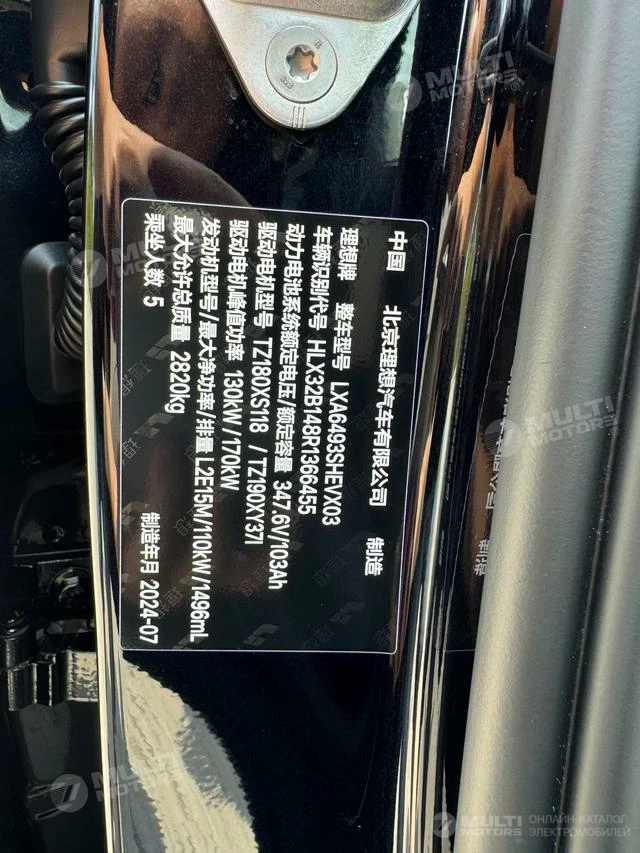 中国 北京理想汽车有限公司 制造
理想牌 整车型号 LXA6493SHEVX03
车辆识别代号 HLX32B148R1366455
动力电池系统额定电压/额定容量 347.6V/103Ah
驱动电机型号 TZ180XS118 /TZ190XY371
驱动电机峰值功率 130kW/170kW
发动机型号/最大净功率/排量 L2E15M/110kW/1496mL
最大允许总质量 2820kg
乘坐人数 5 制造年月 2024-07
MULTI MOTORS
MULTI MOTORS
MULTI MOTORS
MULTI MOTORS
MULTI MOTORS ОНЛАЙН-КАТАЛОГ ЭЛЕКТРОМОБИЛЕЙ